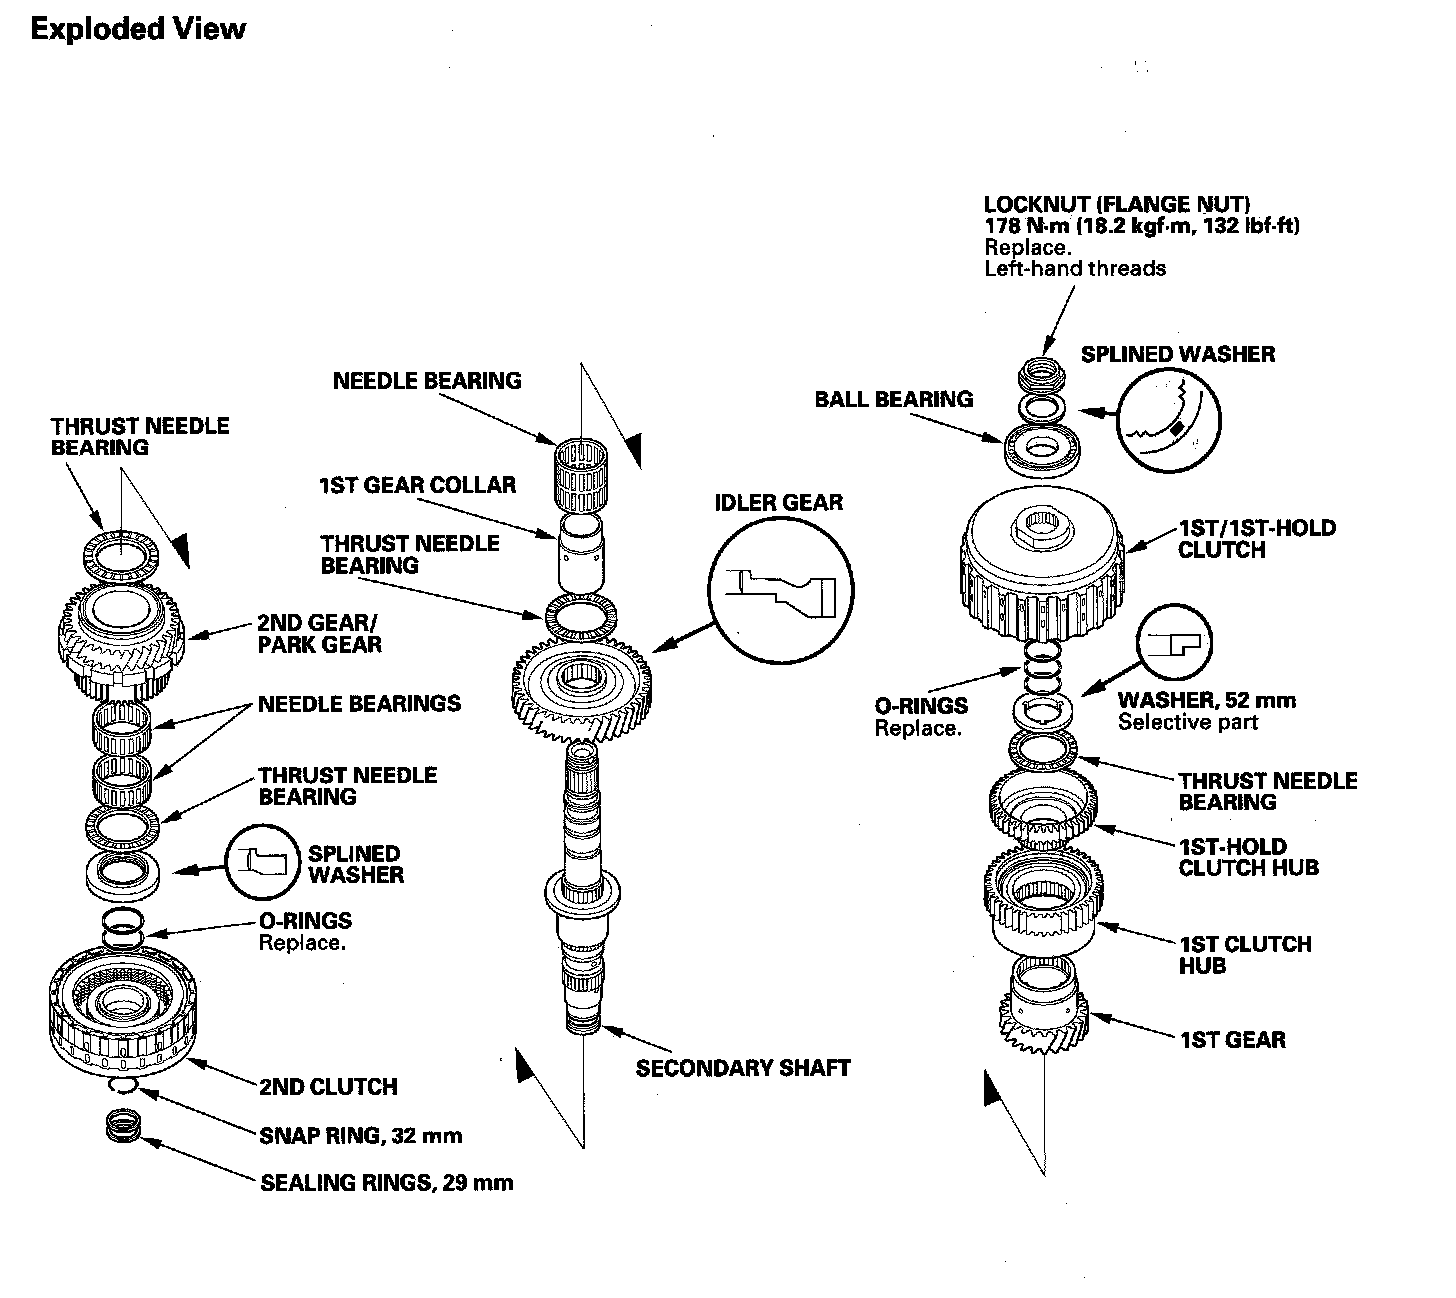 Exploded View
THRUST NEEDLE
BEARING
2ND GEAR/
PARK GEAR
NEEDLE BEARINGS
THRUST NEEDLE
BEARING
SPLINED
WASHER
O-RINGS
Replace.
2ND CLUTCH
SNAP RING, 32 mm
SEALING RINGS, 29 mm
NEEDLE BEARING
1ST GEAR COLLAR
THRUST NEEDLE
BEARING
IDLER GEAR
SECONDARY SHAFT
LOCKNUT (FLANGE NUT)
178 N·m (18.2 kgf·m, 132 lbf·ft)
Replace.
Left-hand threads
SPLINED WASHER
BALL BEARING
1ST/1ST-HOLD
CLUTCH
O-RINGS
Replace.
WASHER, 52 mm
Selective part
THRUST NEEDLE
BEARING
1ST-HOLD
CLUTCH HUB
1ST CLUTCH
HUB
1ST GEAR